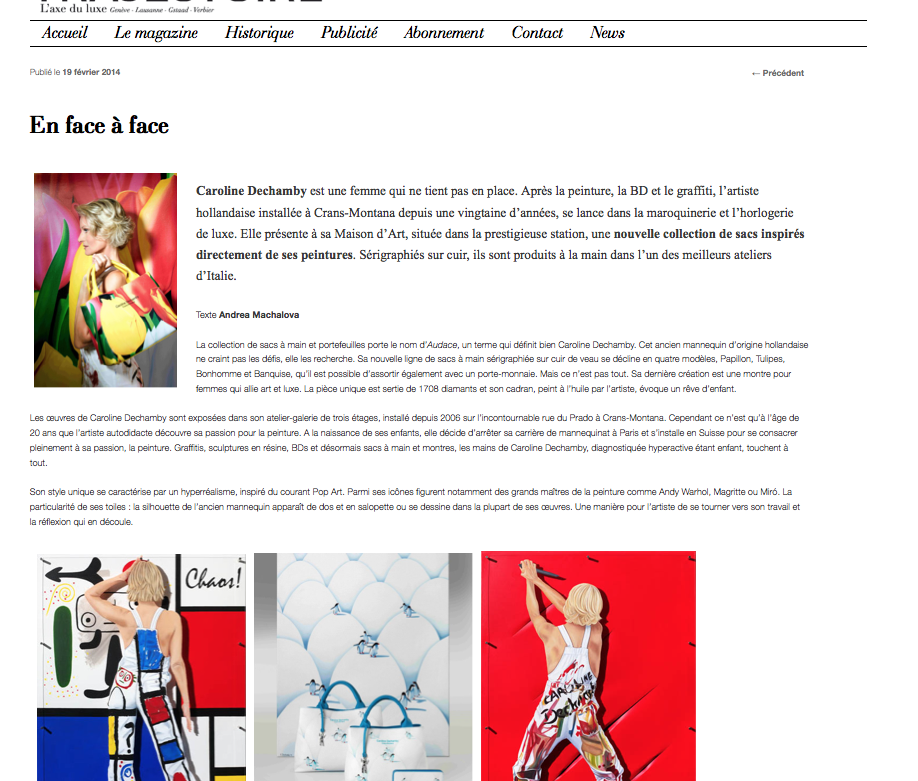 L'axe du luxe Genève - Lausanne - Gstaad - Verbier
Accueil Le magazine Historique Publicité Abonnement Contact News
Publié le 19 février 2014
← Précédent
En face à face
Caroline Dechamby est une femme qui ne tient pas en place. Après la peinture, la BD et le graffiti, l'artiste
hollandaise installée à Crans-Montana depuis une vingtaine d'années, se lance dans la maroquinerie et l'horlogerie
de luxe. Elle présente à sa Maison d'Art, située dans la prestigieuse station, une nouvelle collection de sacs inspirés
directement de ses peintures. Sérigraphiés sur cuir, ils sont produits à la main dans l'un des meilleurs ateliers
d'Italie.
Texte Andrea Machalova
La collection de sacs à main et portefeuilles porte le nom d'Audace, un terme qui définit bien Caroline Dechamby. Cet ancien mannequin d'origine hollandaise
ne craint pas les défis, elle les recherche. Sa nouvelle ligne de sacs à main sérigraphiée sur cuir de veau se décline en quatre modèles, Papillon, Tulipes,
Bonhomme et Banquise, qu'il est possible d'assortir également avec un porte-monnaie. Mais ce n'est pas tout. Sa dernière création est une montre pour
femmes qui allie art et luxe. La pièce unique est sertie de 1708 diamants et son cadran, peint à l'huile par l'artiste, évoque un rêve d'enfant.
Les œuvres de Caroline Dechamby sont exposées dans son atelier-galerie de trois étages, installé depuis 2006 sur l'incontournable rue du Prado à Crans-Montana. Cependant ce n'est qu'à l'âge de
20 ans que l'artiste autodidacte découvre sa passion pour la peinture. A la naissance de ses enfants, elle décide d'arrêter sa carrière de mannequinat à Paris et s'installe en Suisse pour se consacrer
pleinement à sa passion, la peinture. Graffitis, sculptures en résine, BDs et désormais sacs à main et montres, les mains de Caroline Dechamby, diagnostiquée hyperactive étant enfant, touchent à
tout.
Son style unique se caractérise par un hyperréalisme, inspiré du courant Pop Art. Parmi ses icônes figurent notamment des grands maîtres de la peinture comme Andy Warhol, Magritte ou Miró. La
particularité de ses toiles : la silhouette de l'ancien mannequin apparaît de dos et en salopette ou se dessine dans la plupart de ses œuvres. Une manière pour l'artiste de se tourner vers son travail et
la réflexion qui en découle.
Chaos!